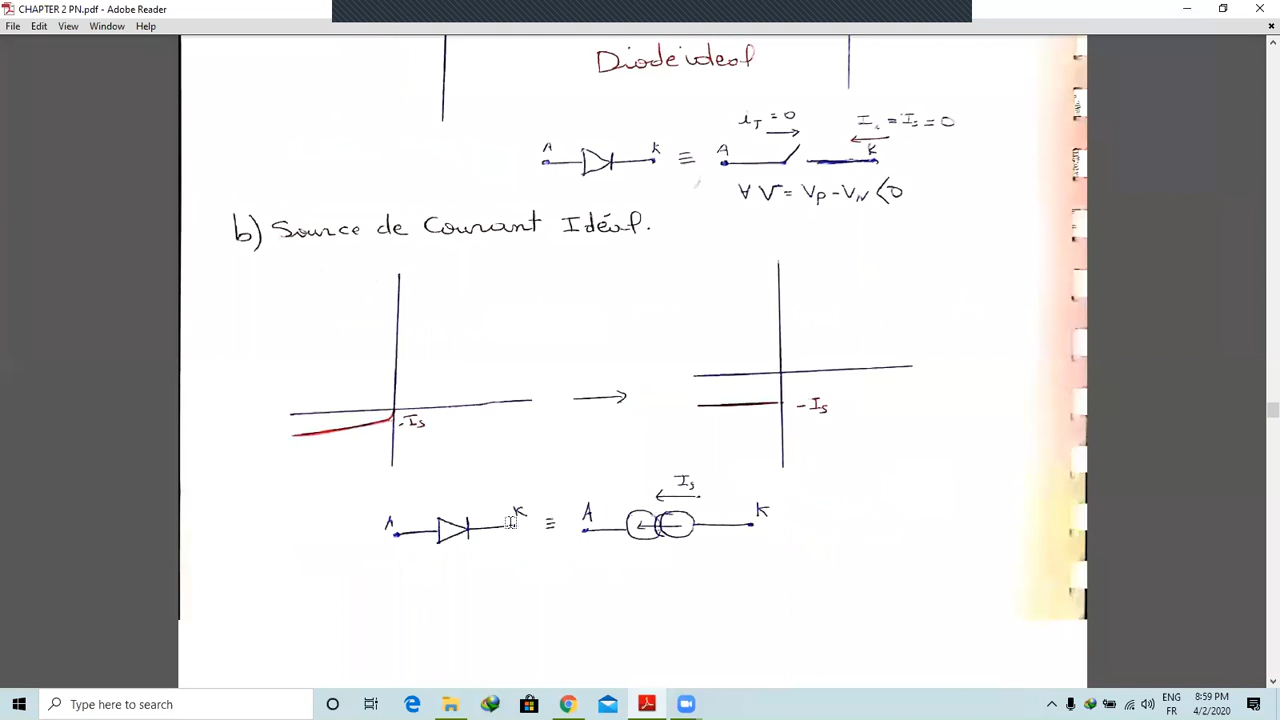 CHAPTER 2 PN.pdf - Adobe Reader
File Edit View Window Help
Diode idéal
i_T = 0
= I_s = 0
A K ≡ A K
∀ V = V_P - V_N < 0
b) Source de Courant Idéal.
-I_s
-I_s
I_s
A K ≡ A K
Type here to search
ENG 8:59 PM
FR 4/2/2020